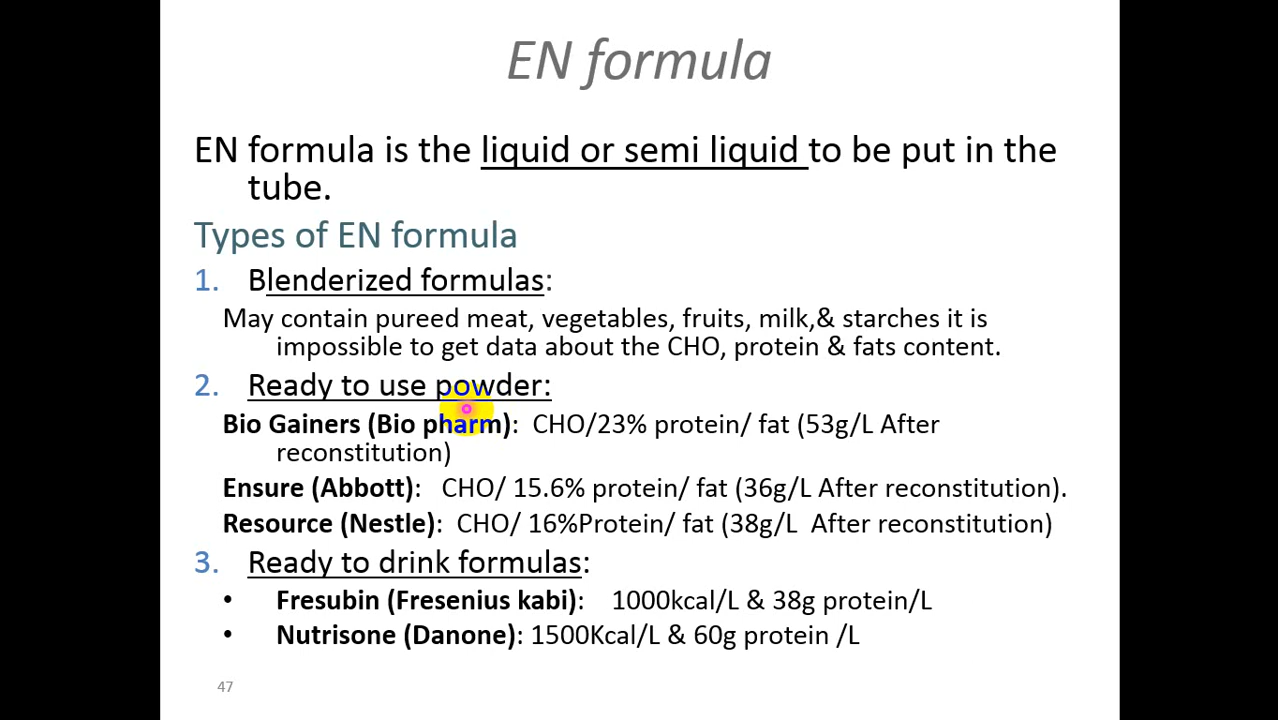 EN formula
EN formula is the liquid or semi liquid to be put in the
tube.
Types of EN formula
1. Blenderized formulas:
May contain pureed meat, vegetables, fruits, milk,& starches it is
impossible to get data about the CHO, protein & fats content.
2. Ready to use powder:
Bio Gainers (Bio pharm): CHO/23% protein/ fat (53g/L After
reconstitution)
Ensure (Abbott): CHO/ 15.6% protein/ fat (36g/L After reconstitution).
Resource (Nestle): CHO/ 16%Protein/ fat (38g/L After reconstitution)
3. Ready to drink formulas:
• Fresubin (Fresenius kabi): 1000kcal/L & 38g protein/L
• Nutrisone (Danone): 1500Kcal/L & 60g protein /L
47